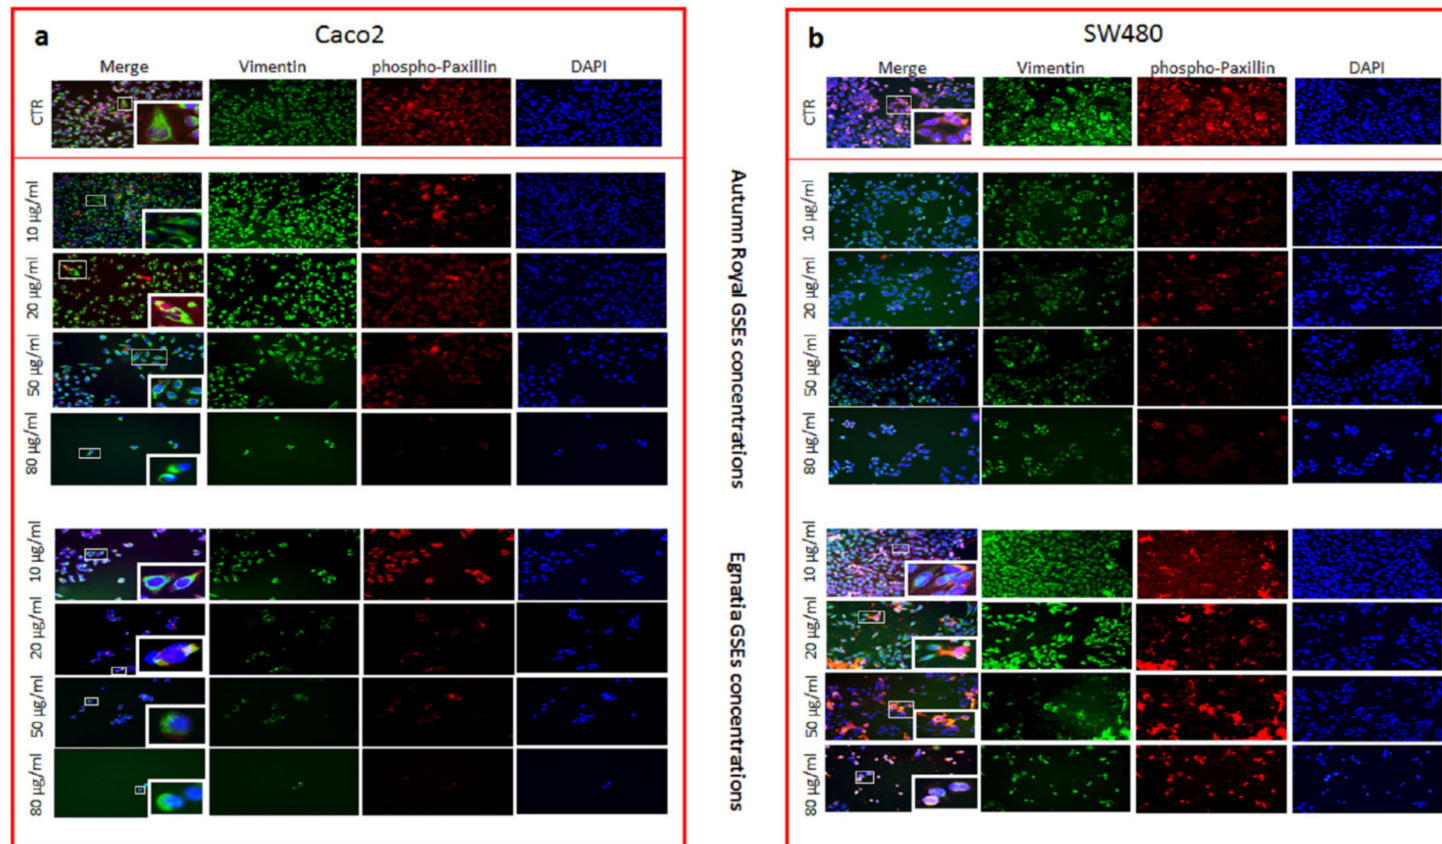 a
Caco2
Merge Vimentin phospho-Paxillin DAPI
CTR
10 µg/ml
20 µg/ml
50 µg/ml
80 µg/ml
10 µg/ml
20 µg/ml
50 µg/ml
80 µg/ml
Autumn Royal GSEs concentrations
Egnatia GSEs concentrations
b
SW480
Merge Vimentin phospho-Paxillin DAPI
CTR
10 µg/ml
20 µg/ml
50 µg/ml
80 µg/ml
10 µg/ml
20 µg/ml
50 µg/ml
80 µg/ml